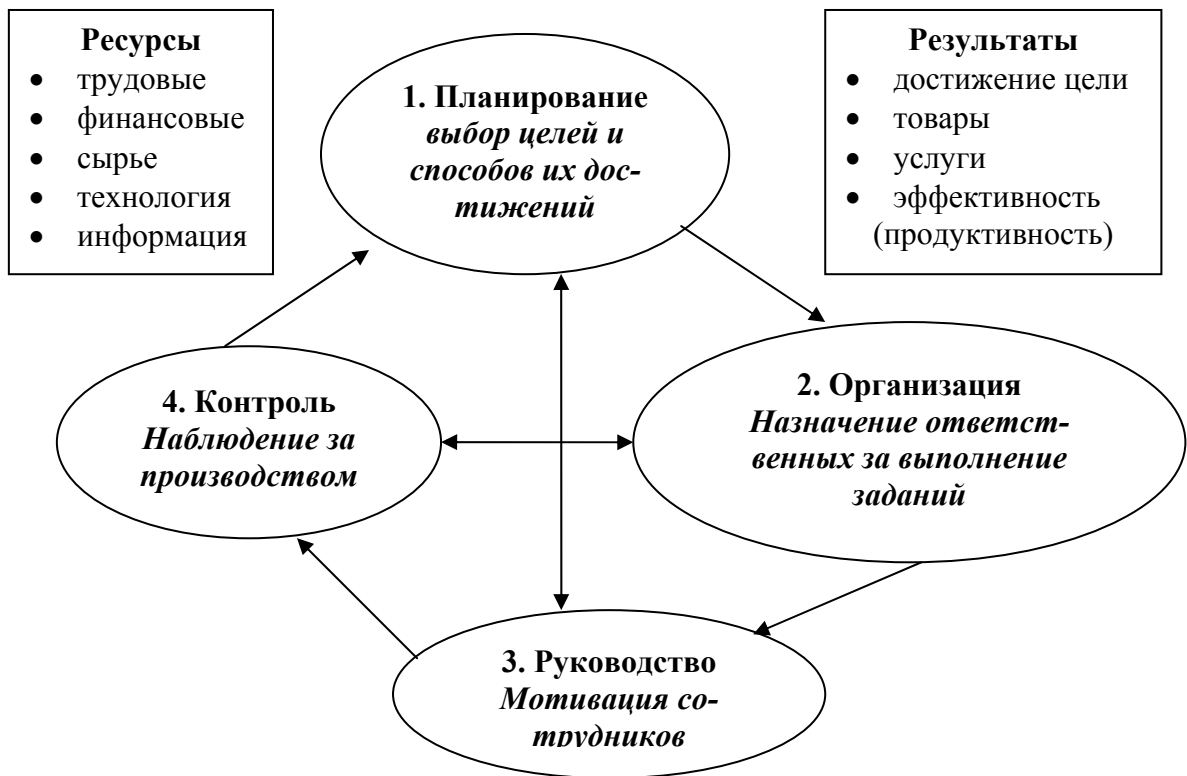 Ресурсы
• трудовые
• финансовые
• сырье
• технология
• информация
Результаты
• достижение цели
• товары
• услуги
• эффективность
(продуктивность)
1. Планирование
выбор целей и
способов их дос-
тижений
2. Организация
Назначение ответст-
венных за выполнение
заданий
3. Руководство
Мотивация со-
трудников
4. Контроль
Наблюдение за
производством